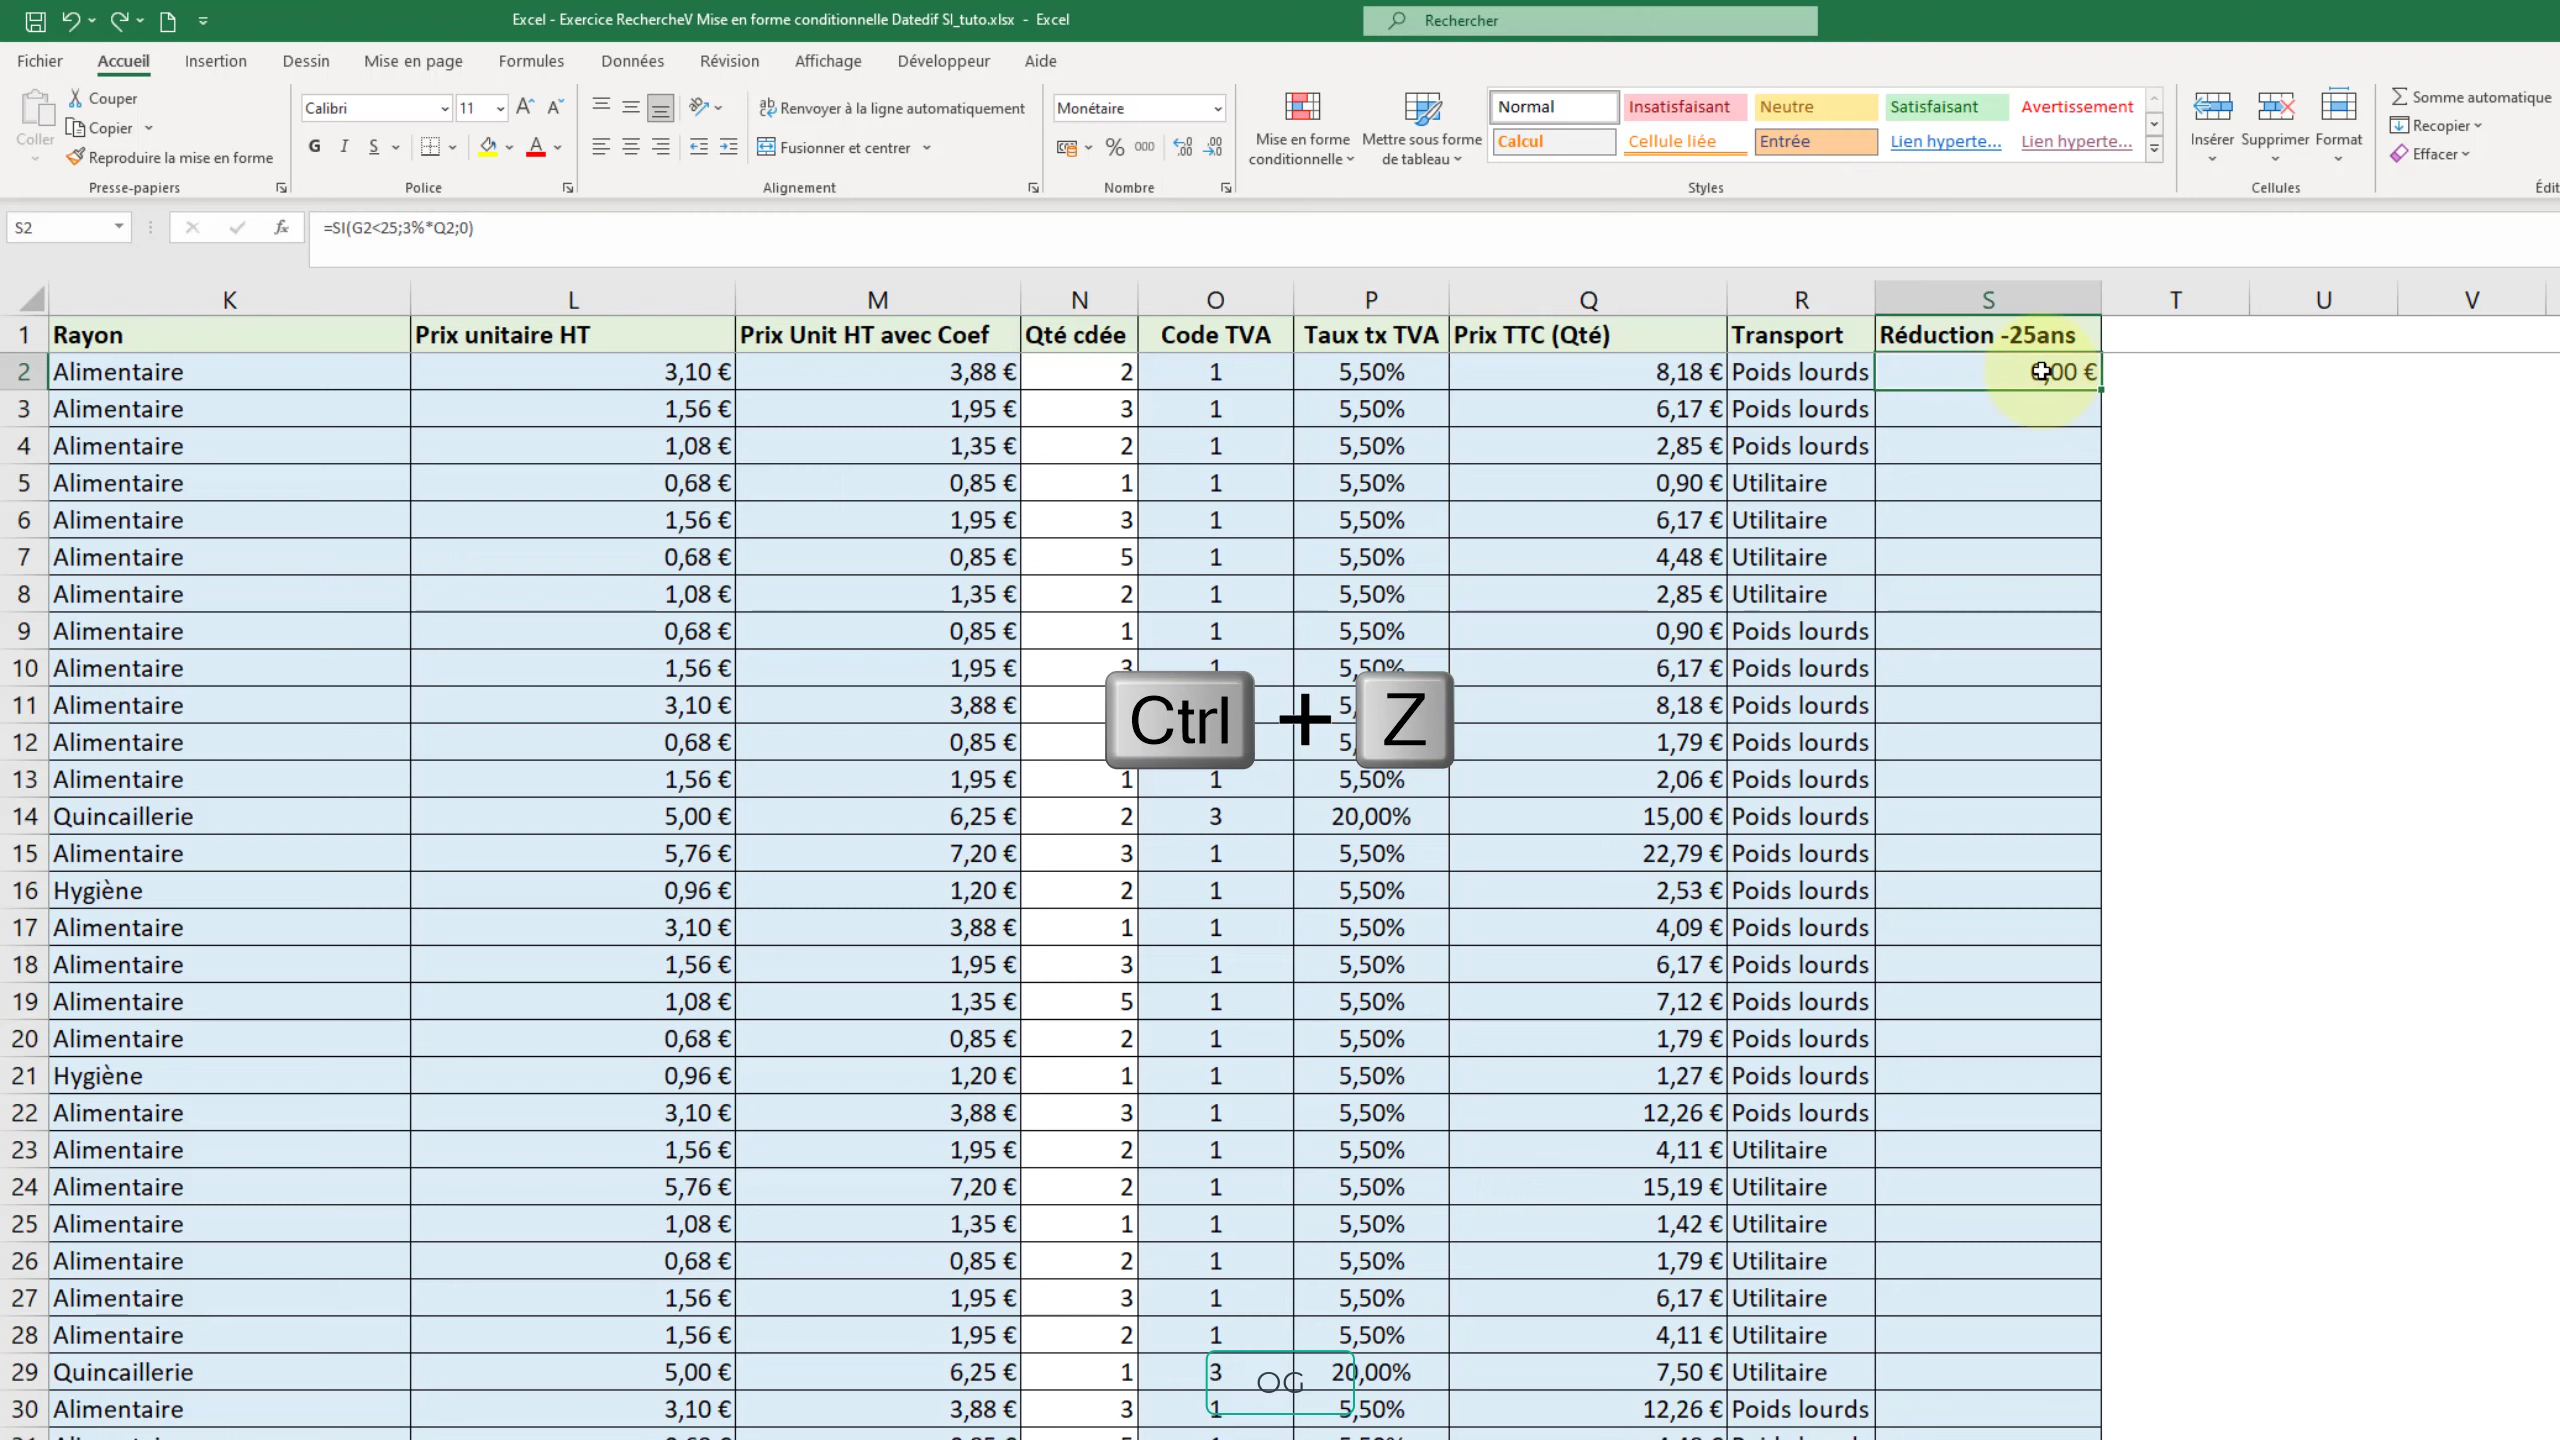 Excel - Exercice RechercheV Mise en forme conditionnelle Datedif SI_tuto.xlsx - Excel
Rechercher
Fichier Accueil Insertion Dessin Mise en page Formules Données Révision Affichage Développeur Aide
Coller
Couper
Copier
Reproduire la mise en forme
Presse-papiers
Calibri 11
G I S
Police
Renvoyer à la ligne automatiquement
Fusionner et centrer
Alignement
Monétaire
% 000
Nombre
Mise en forme conditionnelle
Mettre sous forme de tableau
Normal Insatisfaisant Neutre Satisfaisant Avertissement
Calcul Cellule liée Entrée Lien hyperte... Lien hyperte...
Styles
Insérer Supprimer Format
Cellules
Somme automatique
Recopier
Effacer
Édit
S2 fx =SI(G2<25;3%*Q2;0)
K L M N O P Q R S T U V
1 Rayon Prix unitaire HT Prix Unit HT avec Coef Qté cdée Code TVA Taux tx TVA Prix TTC (Qté) Transport Réduction -25ans
2 Alimentaire 3,10 € 3,88 € 2 1 5,50% 8,18 € Poids lourds ,00 €
3 Alimentaire 1,56 € 1,95 € 3 1 5,50% 6,17 € Poids lourds
4 Alimentaire 1,08 € 1,35 € 2 1 5,50% 2,85 € Poids lourds
5 Alimentaire 0,68 € 0,85 € 1 1 5,50% 0,90 € Utilitaire
6 Alimentaire 1,56 € 1,95 € 3 1 5,50% 6,17 € Utilitaire
7 Alimentaire 0,68 € 0,85 € 5 1 5,50% 4,48 € Utilitaire
8 Alimentaire 1,08 € 1,35 € 2 1 5,50% 2,85 € Utilitaire
9 Alimentaire 0,68 € 0,85 € 1 1 5,50% 0,90 € Poids lourds
10 Alimentaire 1,56 € 1,95 € 3 1 5,50% 6,17 € Poids lourds
11 Alimentaire 3,10 € 3,88 € 8,18 € Poids lourds
12 Alimentaire 0,68 € 0,85 € 1,79 € Poids lourds
Ctrl + Z
13 Alimentaire 1,56 € 1,95 € 1 1 5,50% 2,06 € Poids lourds
14 Quincaillerie 5,00 € 6,25 € 2 3 20,00% 15,00 € Poids lourds
15 Alimentaire 5,76 € 7,20 € 3 1 5,50% 22,79 € Poids lourds
16 Hygiène 0,96 € 1,20 € 2 1 5,50% 2,53 € Poids lourds
17 Alimentaire 3,10 € 3,88 € 1 1 5,50% 4,09 € Poids lourds
18 Alimentaire 1,56 € 1,95 € 3 1 5,50% 6,17 € Poids lourds
19 Alimentaire 1,08 € 1,35 € 5 1 5,50% 7,12 € Poids lourds
20 Alimentaire 0,68 € 0,85 € 2 1 5,50% 1,79 € Poids lourds
21 Hygiène 0,96 € 1,20 € 1 1 5,50% 1,27 € Poids lourds
22 Alimentaire 3,10 € 3,88 € 3 1 5,50% 12,26 € Poids lourds
23 Alimentaire 1,56 € 1,95 € 2 1 5,50% 4,11 € Utilitaire
24 Alimentaire 5,76 € 7,20 € 2 1 5,50% 15,19 € Utilitaire
25 Alimentaire 1,08 € 1,35 € 1 1 5,50% 1,42 € Utilitaire
26 Alimentaire 0,68 € 0,85 € 2 1 5,50% 1,79 € Utilitaire
27 Alimentaire 1,56 € 1,95 € 3 1 5,50% 6,17 € Utilitaire
28 Alimentaire 1,56 € 1,95 € 2 1 5,50% 4,11 € Utilitaire
29 Quincaillerie 5,00 € 6,25 € 1 3 20,00% 7,50 € Utilitaire
OG
30 Alimentaire 3,10 € 3,88 € 3 1 5,50% 12,26 € Poids lourds